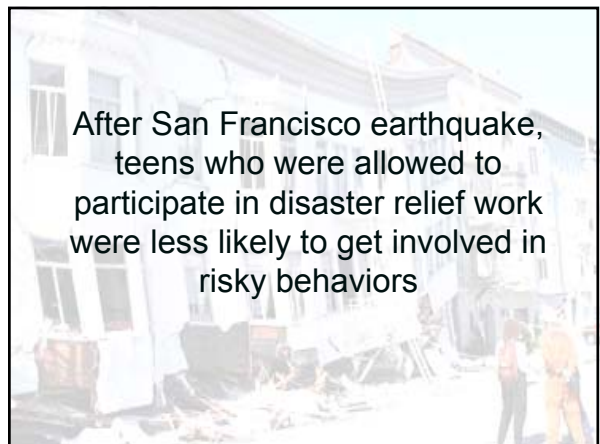 After San Francisco earthquake,
teens who were allowed to
participate in disaster relief work
were less likely to get involved in
risky behaviors